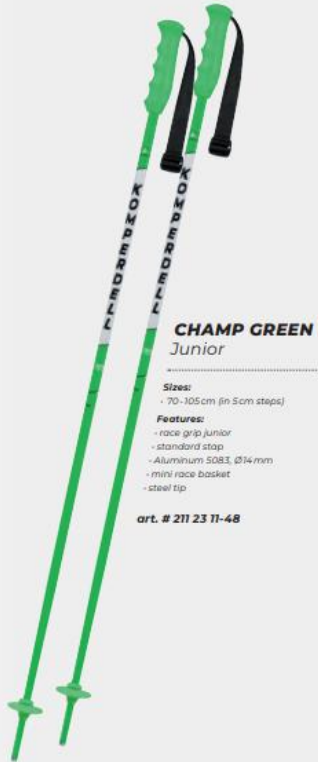 KOMPERDELL
KOMPERDELL
CHAMP GREEN
Junior
Sizes:
- 70-105cm (in 5cm steps)
Features:
- race grip junior
- standard stap
- Aluminum 5083, Ø14mm
- mini race basket
- steel tip
art. # 211 23 11-48